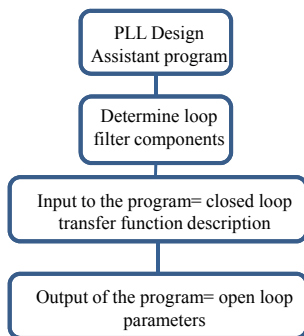 PLL Design
Assistant program
Determine loop
filter components
Input to the program= closed loop
transfer function description
Output of the program= open loop
parameters